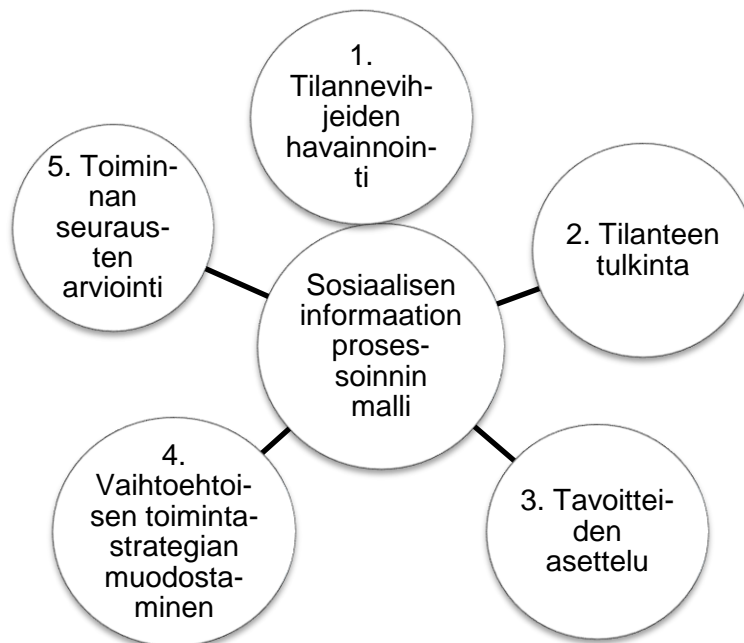 1.
Tilannevih-
jeiden
havainnoin-
ti
2. Tilanteen
tulkinta
3. Tavoittei-
den
asettelu
4.
Vaihtoehtoi-
sen toiminta-
strategian
muodosta-
minen
5. Toimin-
nan
seuraus-
ten
arviointi
Sosiaalisen
informaation
proses-
soinnin
malli